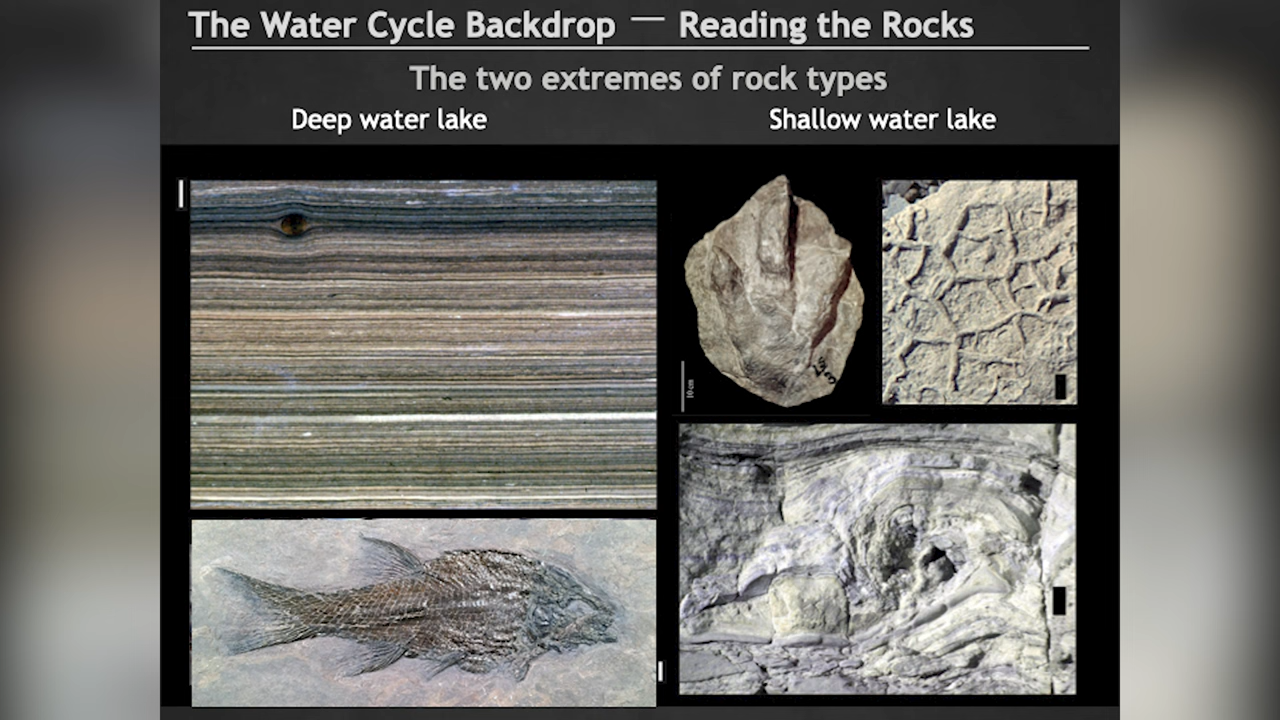 The Water Cycle Backdrop — Reading the Rocks
The two extremes of rock types
Deep water lake
Shallow water lake
10 cm